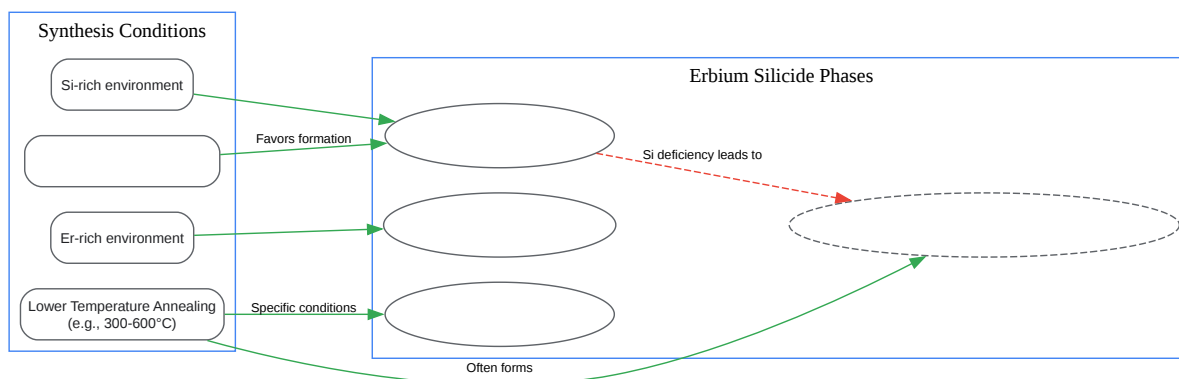 Synthesis Conditions
Erbium Silicide Phases
Si-rich environment
Favors formation
Si deficiency leads to
Er-rich environment
Lower Temperature Annealing
(e.g., 300-600°C)
Specific conditions
Often forms